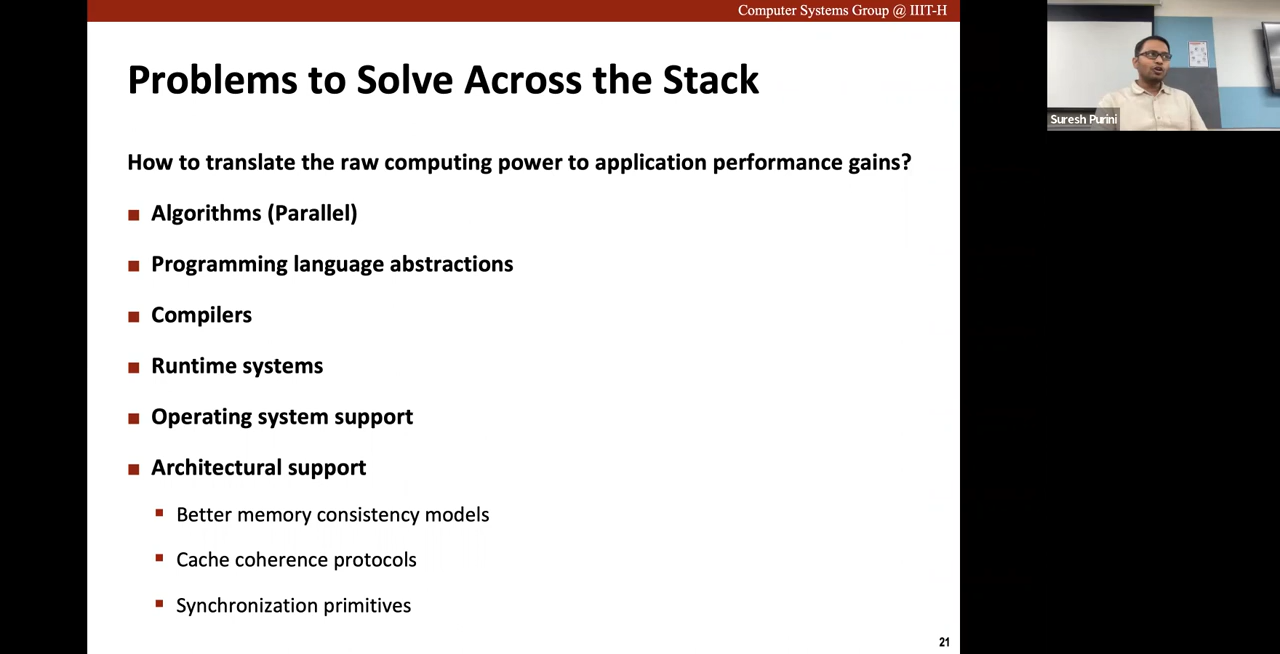 Computer Systems Group @ IIIT-H
Problems to Solve Across the Stack
How to translate the raw computing power to application performance gains?
Algorithms (Parallel)
Programming language abstractions
Compilers
Runtime systems
Operating system support
Architectural support
Better memory consistency models
Cache coherence protocols
Synchronization primitives
21
Suresh Purini